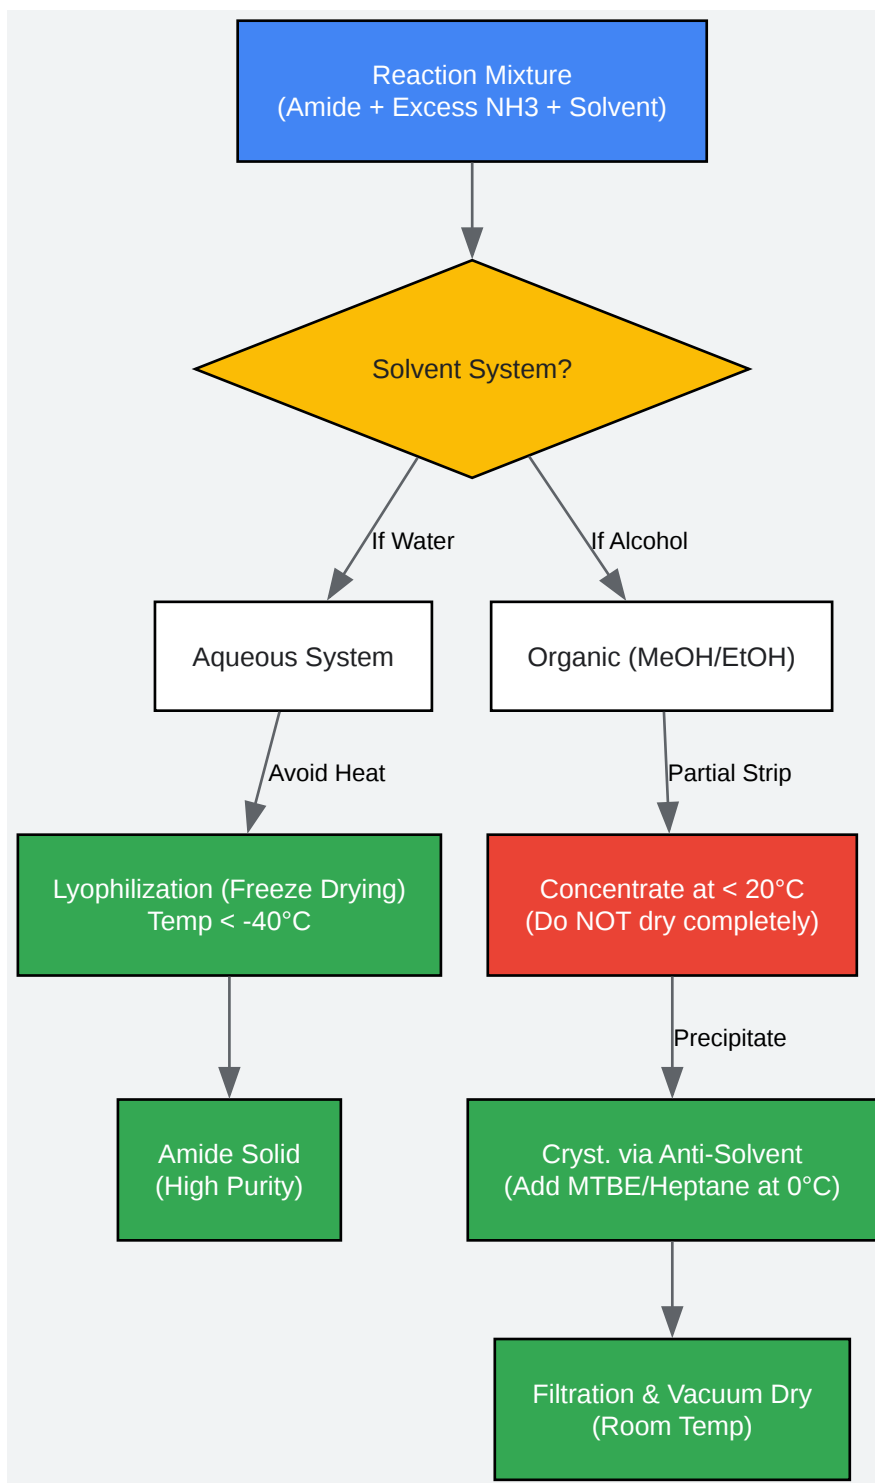 Reaction Mixture
(Amide + Excess NH3 + Solvent)
Solvent System?
If Water
If Alcohol
Aqueous System
Organic (MeOH/EtOH)
Avoid Heat
Partial Strip
Lyophilization (Freeze Drying)
Temp < -40°C
Concentrate at < 20°C
(Do NOT dry completely)
Precipitate
Amide Solid
(High Purity)
Cryst. via Anti-Solvent
(Add MTBE/Heptane at 0°C)
Filtration & Vacuum Dry
(Room Temp)